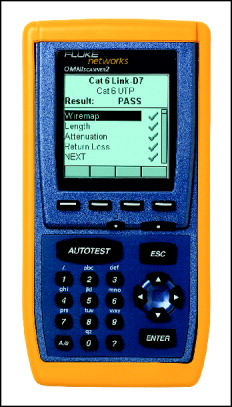 FLUKE
networks
OMNIscanner2
Cat 6 Link-D7
Cat 6 UTP
Result: PASS
Wiremap
Length
Attenuation
Return Loss
NEXT
AUTOTEST
ESC
abc def
1 2 3
ghi jkl mno
4 5 6
prs tuv wxy
7 8 9
qz
A/a 0 ?
ENTER